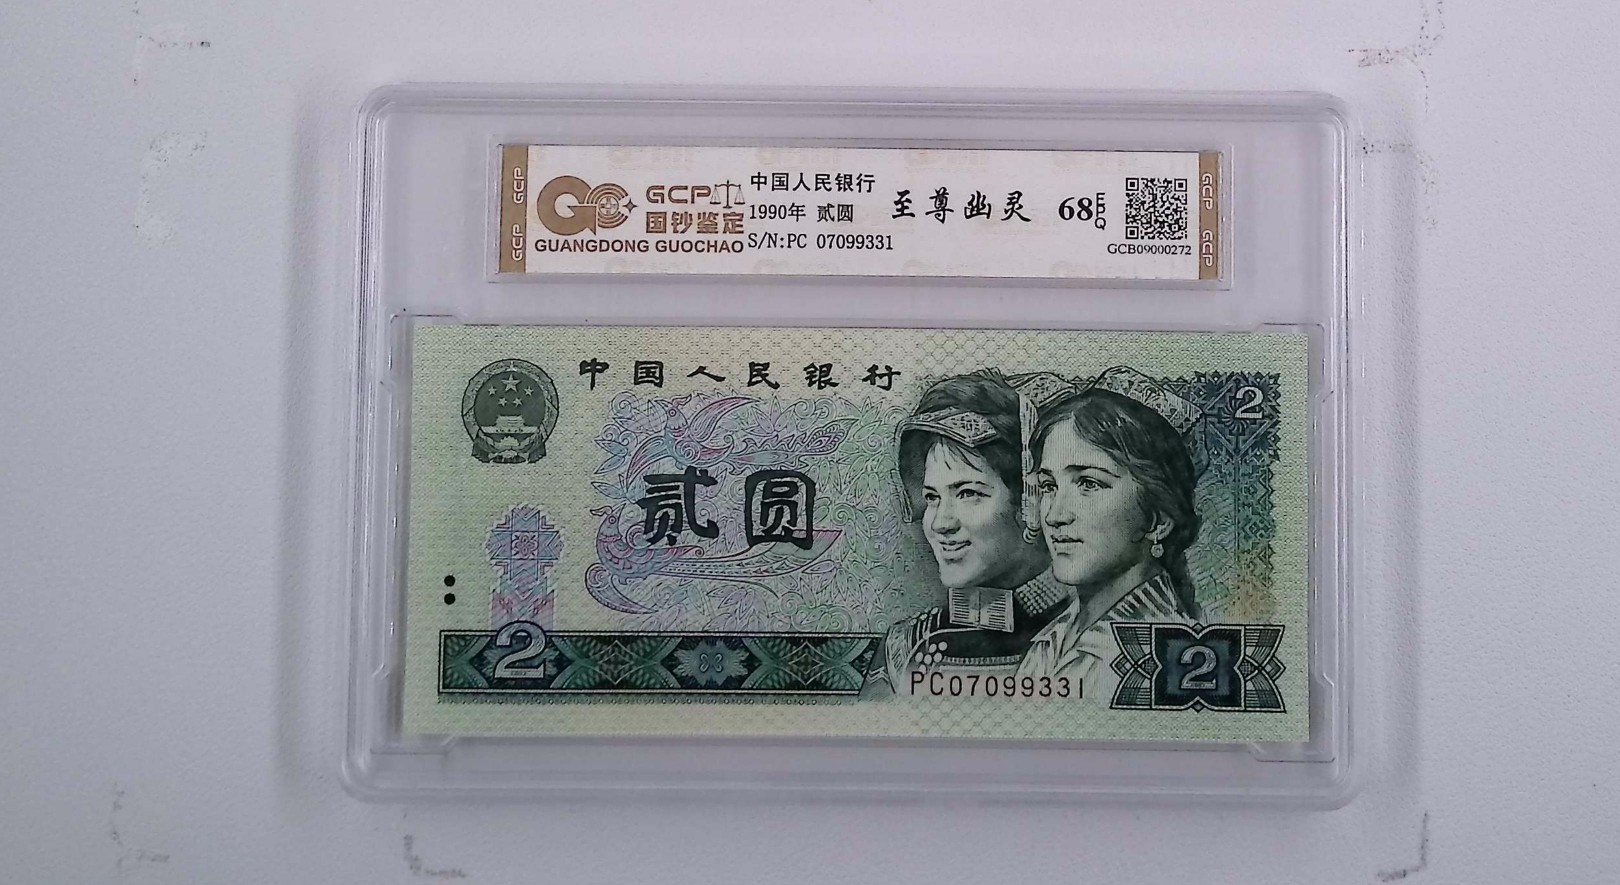 GCP
GCP
GCP
国钞鉴定
GUANGDONG GUOCHAO
中国人民银行
1990年 贰圆
S/N:PC 07099331
至尊幽灵
68
EPQ
GCB09000272
GCP
GCP
中国人民银行
2
贰圆
2
PC07099331
2